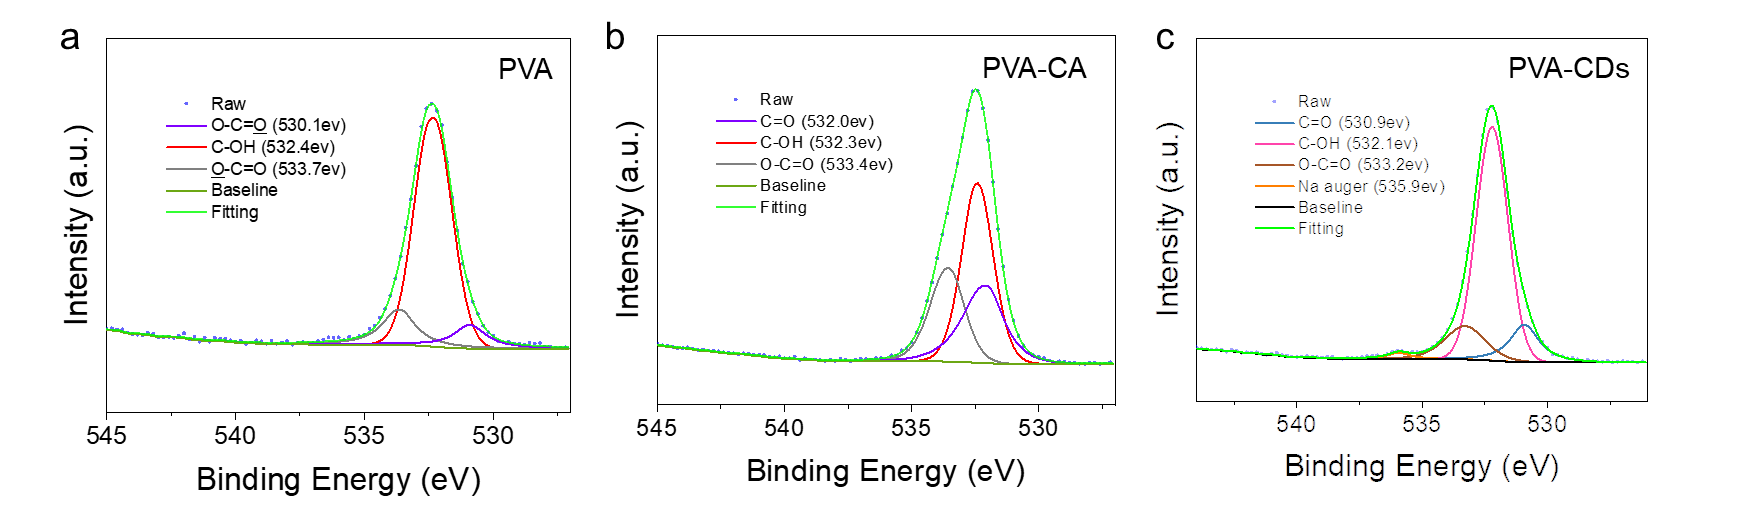 a
PVA
Raw
O-C=O (530.1ev)
C-OH (532.4ev)
O-C=O (533.7ev)
Baseline
Fitting
Intensity (a.u.)
545
540
535
530
Binding Energy (eV)
b
PVA-CA
Raw
C=O (532.0ev)
C-OH (532.3ev)
O-C=O (533.4ev)
Baseline
Fitting
Intensity (a.u.)
545
540
535
530
Binding Energy (eV)
c
PVA-CDs
Raw
C=O (530.9ev)
C-OH (532.1ev)
O-C=O (533.2ev)
Na auger (535.9ev)
Baseline
Fitting
Intensity (a.u.)
540
535
530
Binding Energy (eV)